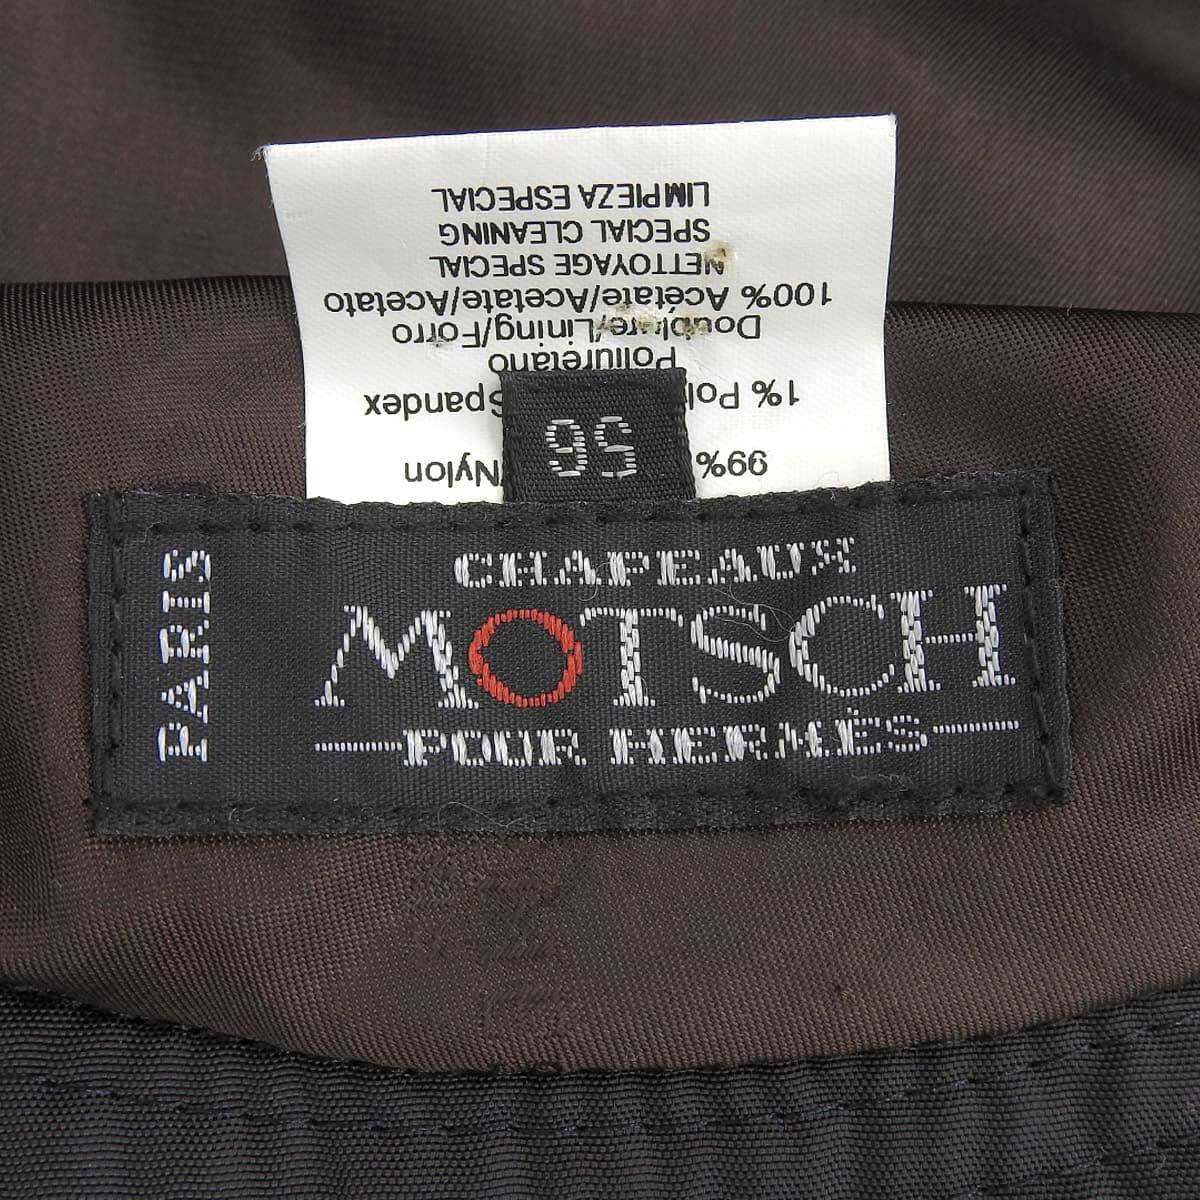 99% /Nylon
1% Spandex
Poliuretano
Doublure/Lining/Forro
100% Acétate/Acetate/Acetato
NETTOYAGE SPECIAL
SPECIAL CLEANING
LIMPIEZA ESPECIAL
56
PARIS
CHAPEAUX
MOTSCH
POUR HERMÈS